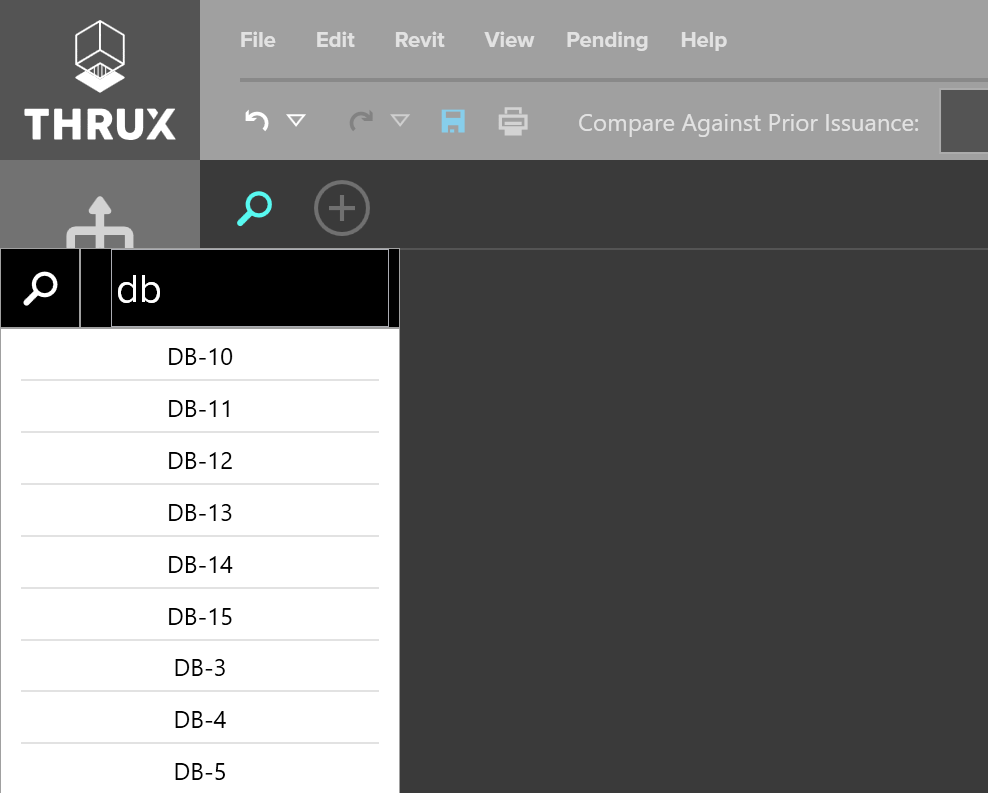 THRUX
File Edit Revit View Pending Help
Compare Against Prior Issuance:
db
DB-10
DB-11
DB-12
DB-13
DB-14
DB-15
DB-3
DB-4
DB-5